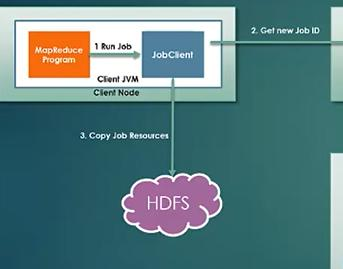 MapReduce
Program
1 Run Job
JobClient
2. Get new Job ID
Client JVM
Client Node
3. Copy Job Resources
HDFS